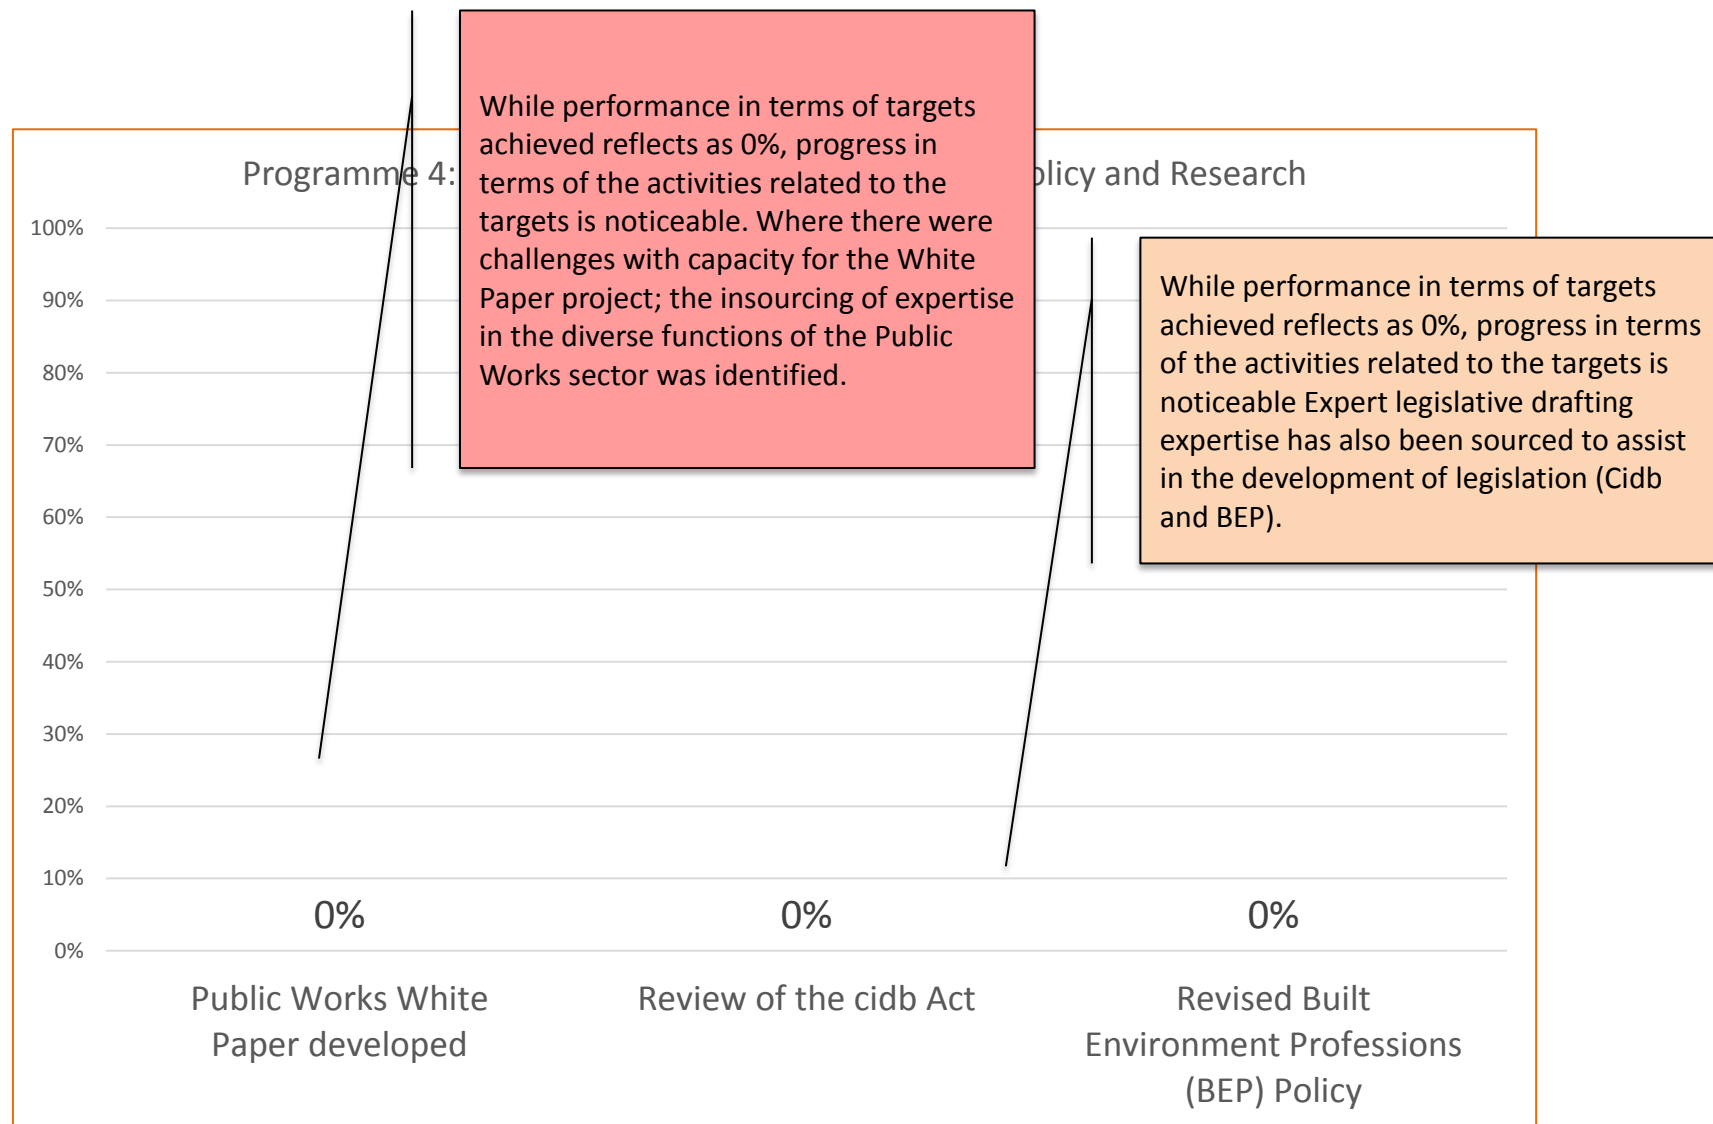 While performance in terms of targets
achieved reflects as 0%, progress in
terms of the activities related to the
targets is noticeable. Where there were
challenges with capacity for the White
Paper project; the insourcing of expertise
in the diverse functions of the Public
Works sector was identified.
Programme 4: olicy and Research
While performance in terms of targets
achieved reflects as 0%, progress in terms
of the activities related to the targets is
noticeable Expert legislative drafting
expertise has also been sourced to assist
in the development of legislation (Cidb
and BEP).
100%
90%
80%
70%
60%
50%
40%
30%
20%
10%
0%
0% 0% 0%
Public Works White
Paper developed
Review of the cidb Act
Revised Built
Environment Professions
(BEP) Policy